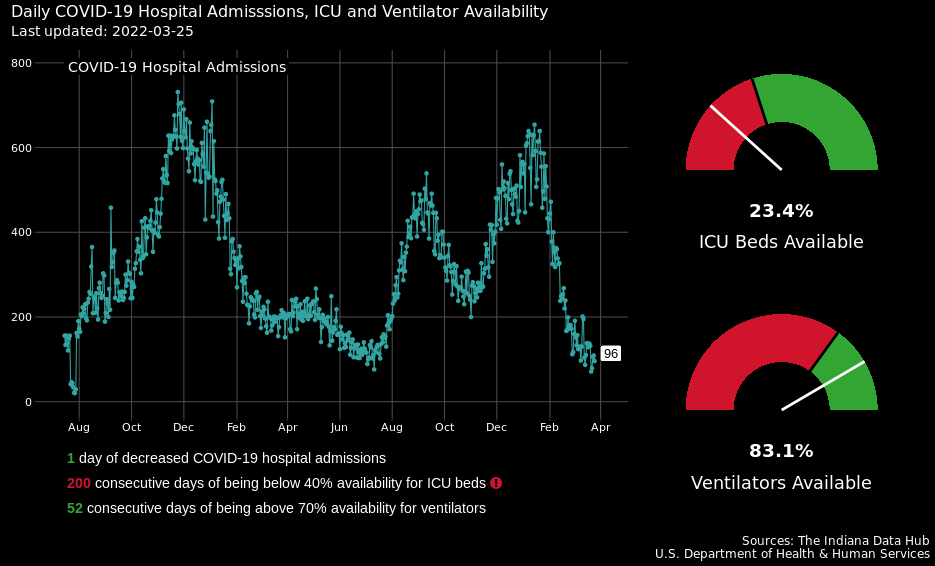 Daily COVID-19 Hospital Admisssions, ICU and Ventilator Availability
Last updated: 2022-03-25
COVID-19 Hospital Admissions
800
600
400
200
0
96
Aug Oct Dec Feb Apr Jun Aug Oct Dec Feb Apr
23.4%
ICU Beds Available
83.1%
Ventilators Available
1 day of decreased COVID-19 hospital admissions
200 consecutive days of being below 40% availability for ICU beds !
52 consecutive days of being above 70% availability for ventilators
Sources: The Indiana Data Hub
U.S. Department of Health & Human Services